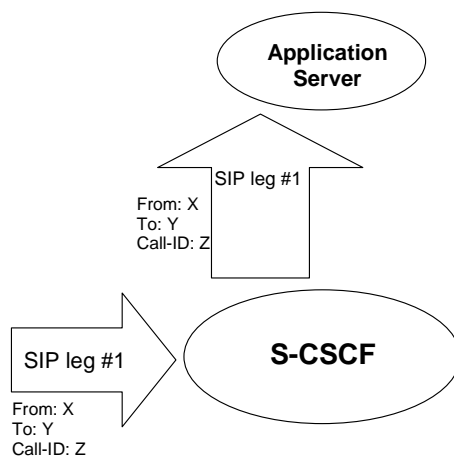 Application
Server
SIP leg #1
From: X
To: Y
Call-ID: Z
S-CSCF
SIP leg #1
From: X
To: Y
Call-ID: Z